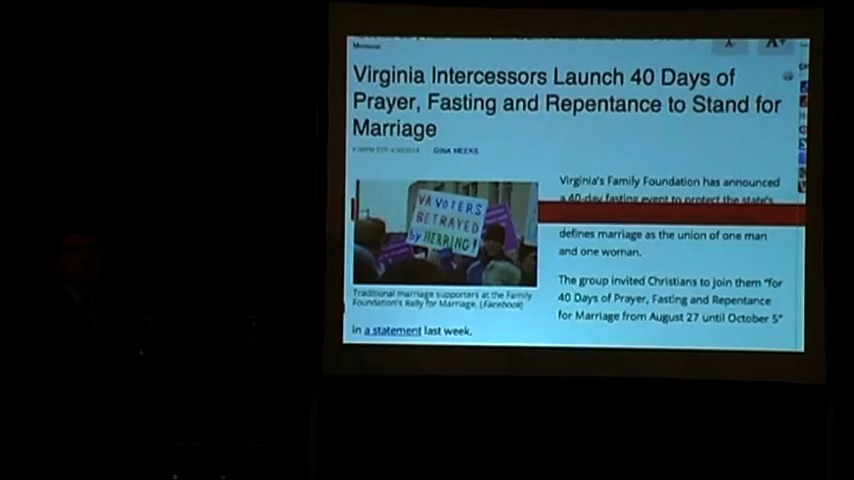 Virginia Intercessors Launch 40 Days of
Prayer, Fasting and Repentance to Stand for
Marriage
GINA MEEKS
A+
VA VOTERS
BETRAYED
by HERRING!
Traditional marriage supporters at the Family
Foundation's Rally for Marriage. (Facebook)
Virginia's Family Foundation has announced
a 40-day fasting event to protect the state's
defines marriage as the union of one man
and one woman.
The group invited Christians to join them "for
40 Days of Prayer, Fasting and Repentance
for Marriage from August 27 until October 5"
in a statement last week.